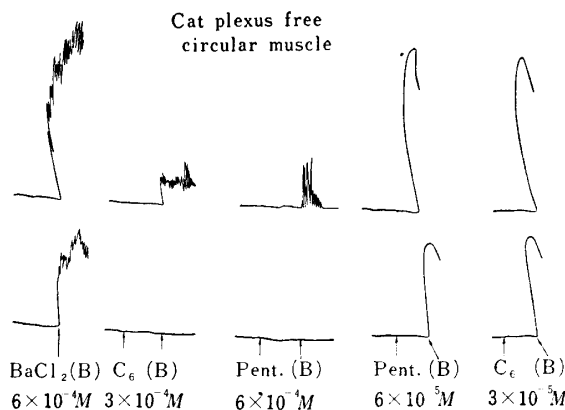 Cat plexus free
circular muscle
BaCl₂(B) C₆ (B) Pent. (B) Pent. (B) C₆ (B)
6×10⁻⁴M 3×10⁻⁴M 6×10⁻⁴M 6×10⁻⁵M 3×10⁻⁵M